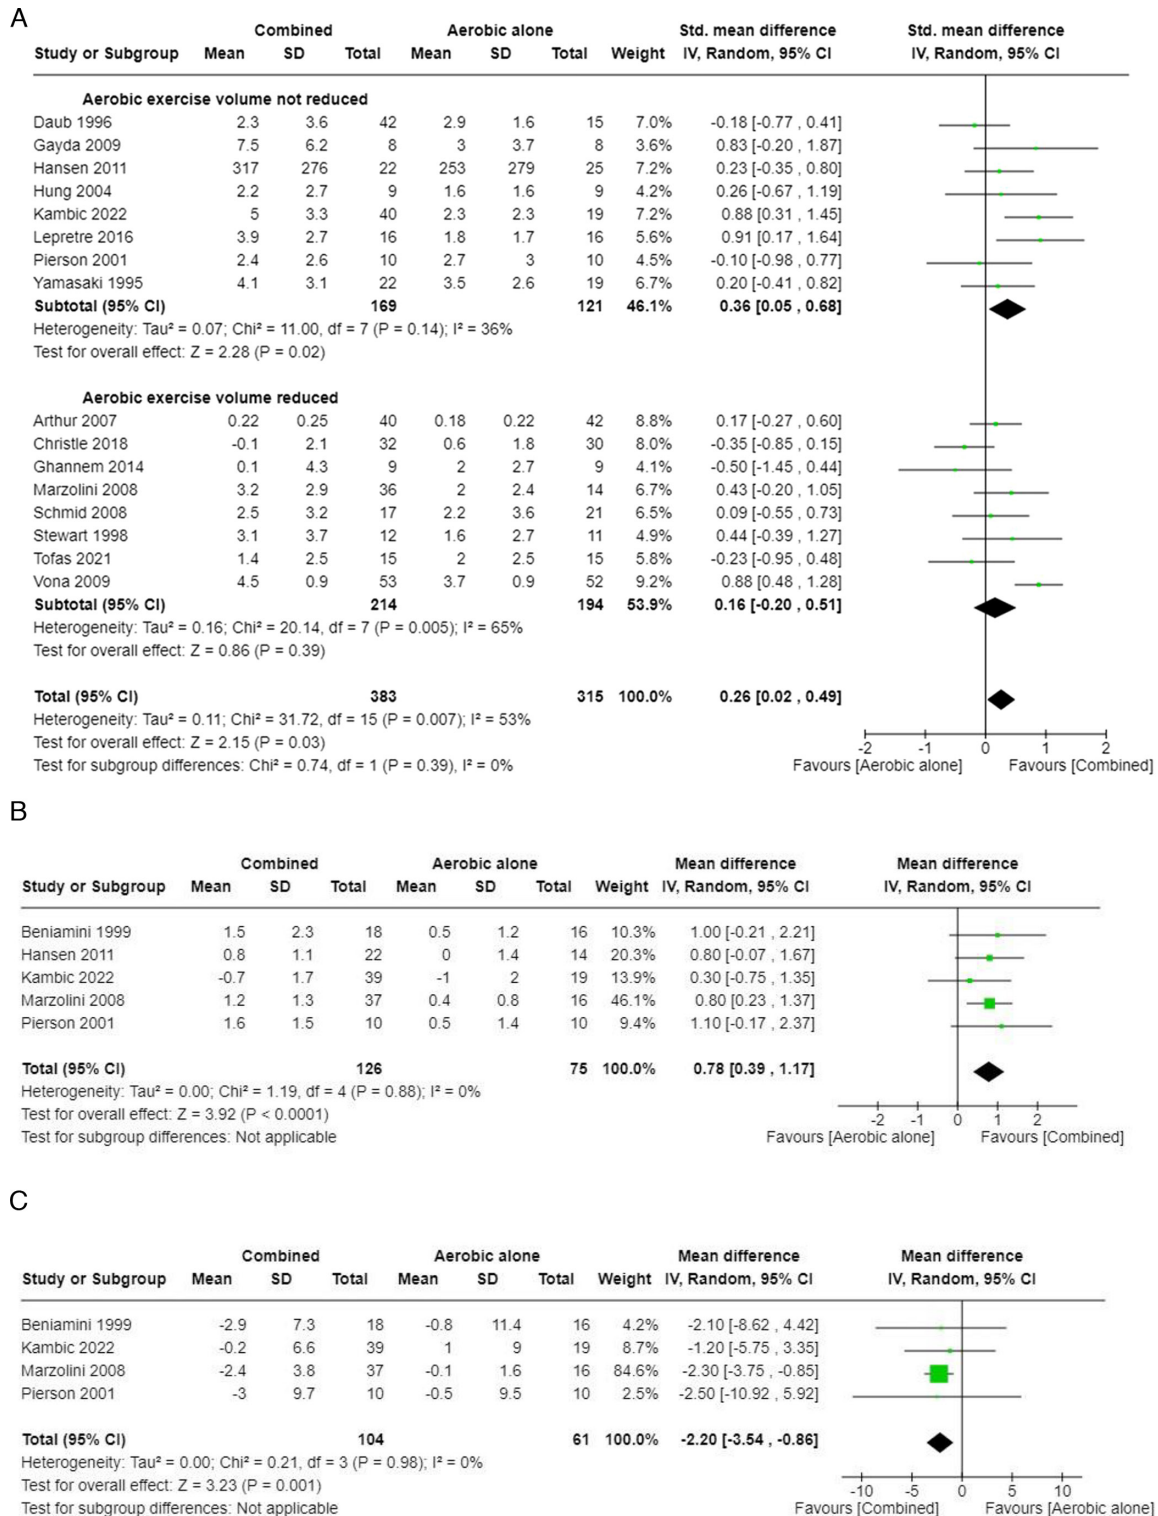 A
Combined Aerobic alone Std. mean difference Std. mean difference
Study or Subgroup Mean SD Total Mean SD Total Weight IV, Random, 95% CI IV, Random, 95% CI
Aerobic exercise volume not reduced
Daub 1996 2.3 3.6 42 2.9 1.6 15 7.0% -0.18 [-0.77 , 0.41]
Gayda 2009 7.5 6.2 8 3 3.7 8 3.6% 0.83 [-0.20 , 1.87]
Hansen 2011 317 276 22 253 279 25 7.2% 0.23 [-0.35 , 0.80]
Hung 2004 2.2 2.7 9 1.6 1.6 9 4.2% 0.26 [-0.67 , 1.19]
Kambic 2022 5 3.3 40 2.3 2.3 19 7.2% 0.88 [0.31 , 1.45]
Lepretre 2016 3.9 2.7 16 1.8 1.7 16 5.6% 0.91 [0.17 , 1.64]
Pierson 2001 2.4 2.6 10 2.7 3 10 4.5% -0.10 [-0.98 , 0.77]
Yamasaki 1995 4.1 3.1 22 3.5 2.6 19 6.7% 0.20 [-0.41 , 0.82]
Subtotal (95% CI) 169 121 46.1% 0.36 [0.05 , 0.68]
Heterogeneity: Tau² = 0.07; Chi² = 11.00, df = 7 (P = 0.14); I² = 36%
Test for overall effect: Z = 2.28 (P = 0.02)
Aerobic exercise volume reduced
Arthur 2007 0.22 0.25 40 0.18 0.22 42 8.8% 0.17 [-0.27 , 0.60]
Christle 2018 -0.1 2.1 32 0.6 1.8 30 8.0% -0.35 [-0.85 , 0.15]
Ghannem 2014 0.1 4.3 9 2 2.7 9 4.1% -0.50 [-1.45 , 0.44]
Marzolini 2008 3.2 2.9 36 2 2.4 14 6.7% 0.43 [-0.20 , 1.05]
Schmid 2008 2.5 3.2 17 2.2 3.6 21 6.5% 0.09 [-0.55 , 0.73]
Stewart 1998 3.1 3.7 12 1.6 2.7 11 4.9% 0.44 [-0.39 , 1.27]
Tofas 2021 1.4 2.5 15 2 2.5 15 5.8% -0.23 [-0.95 , 0.48]
Vona 2009 4.5 0.9 53 3.7 0.9 52 9.2% 0.88 [0.48 , 1.28]
Subtotal (95% CI) 214 194 53.9% 0.16 [-0.20 , 0.51]
Heterogeneity: Tau² = 0.16; Chi² = 20.14, df = 7 (P = 0.005); I² = 65%
Test for overall effect: Z = 0.86 (P = 0.39)
Total (95% CI) 383 315 100.0% 0.26 [0.02 , 0.49]
Heterogeneity: Tau² = 0.11; Chi² = 31.72, df = 15 (P = 0.007); I² = 53%
Test for overall effect: Z = 2.15 (P = 0.03)
Test for subgroup differences: Chi² = 0.74, df = 1 (P = 0.39), I² = 0%
-2 -1 0 1 2
Favours [Aerobic alone] Favours [Combined]
B
Combined Aerobic alone Mean difference Mean difference
Study or Subgroup Mean SD Total Mean SD Total Weight IV, Random, 95% CI IV, Random, 95% CI
Beniamini 1999 1.5 2.3 18 0.5 1.2 16 10.3% 1.00 [-0.21 , 2.21]
Hansen 2011 0.8 1.1 22 0 1.4 14 20.3% 0.80 [-0.07 , 1.67]
Kambic 2022 -0.7 1.7 39 -1 2 19 13.9% 0.30 [-0.75 , 1.35]
Marzolini 2008 1.2 1.3 37 0.4 0.8 16 46.1% 0.80 [0.23 , 1.37]
Pierson 2001 1.6 1.5 10 0.5 1.4 10 9.4% 1.10 [-0.17 , 2.37]
Total (95% CI) 126 75 100.0% 0.78 [0.39 , 1.17]
Heterogeneity: Tau² = 0.00; Chi² = 1.19, df = 4 (P = 0.88); I² = 0%
Test for overall effect: Z = 3.92 (P < 0.0001)
Test for subgroup differences: Not applicable
-2 -1 0 1 2
Favours [Aerobic alone] Favours [Combined]
C
Combined Aerobic alone Mean difference Mean difference
Study or Subgroup Mean SD Total Mean SD Total Weight IV, Random, 95% CI IV, Random, 95% CI
Beniamini 1999 -2.9 7.3 18 -0.8 11.4 16 4.2% -2.10 [-8.62 , 4.42]
Kambic 2022 -0.2 6.6 39 1 9 19 8.7% -1.20 [-5.75 , 3.35]
Marzolini 2008 -2.4 3.8 37 -0.1 1.6 16 84.6% -2.30 [-3.75 , -0.85]
Pierson 2001 -3 9.7 10 -0.5 9.5 10 2.5% -2.50 [-10.92 , 5.92]
Total (95% CI) 104 61 100.0% -2.20 [-3.54 , -0.86]
Heterogeneity: Tau² = 0.00; Chi² = 0.21, df = 3 (P = 0.98); I² = 0%
Test for overall effect: Z = 3.23 (P = 0.001)
Test for subgroup differences: Not applicable
-10 -5 0 5 10
Favours [Combined] Favours [Aerobic alone]